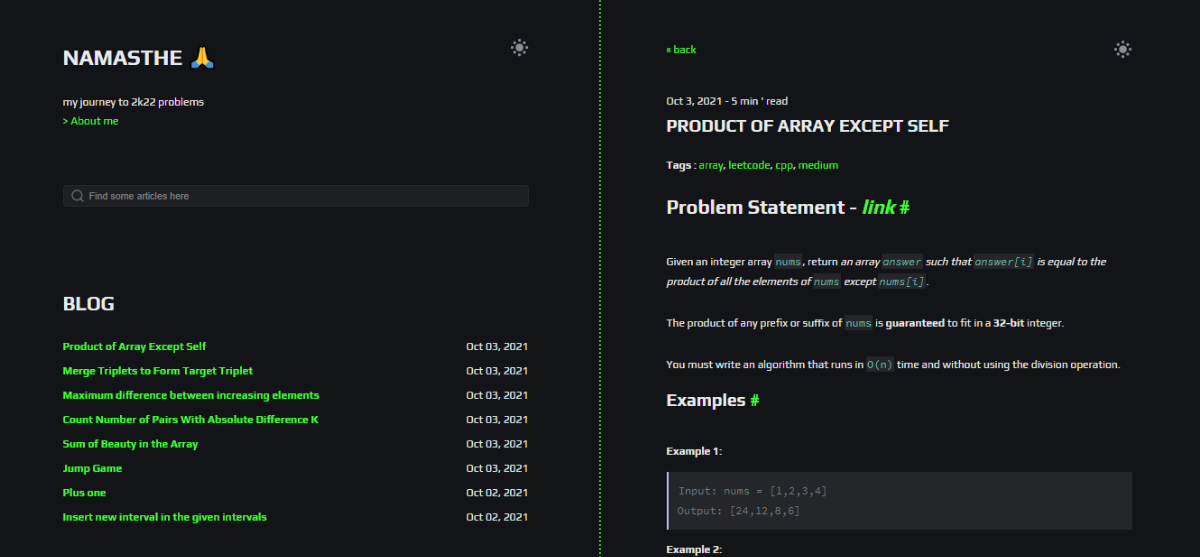 NAMASTHE 🙏
my journey to 2k22 problems
> About me
Find some articles here
BLOG
Product of Array Except Self Oct 03, 2021
Merge Triplets to Form Target Triplet Oct 03, 2021
Maximum difference between increasing elements Oct 03, 2021
Count Number of Pairs With Absolute Difference K Oct 03, 2021
Sum of Beauty in the Array Oct 03, 2021
Jump Game Oct 03, 2021
Plus one Oct 02, 2021
Insert new interval in the given intervals Oct 02, 2021
« back
Oct 3, 2021 - 5 min ' read
PRODUCT OF ARRAY EXCEPT SELF
Tags : array, leetcode, cpp, medium
Problem Statement - link #
Given an integer array nums, return an array answer such that answer[i] is equal to the
product of all the elements of nums except nums[i].
The product of any prefix or suffix of nums is guaranteed to fit in a 32-bit integer.
You must write an algorithm that runs in O(n) time and without using the division operation.
Examples #
Example 1:
Input: nums = [1,2,3,4]
Output: [24,12,8,6]
Example 2: